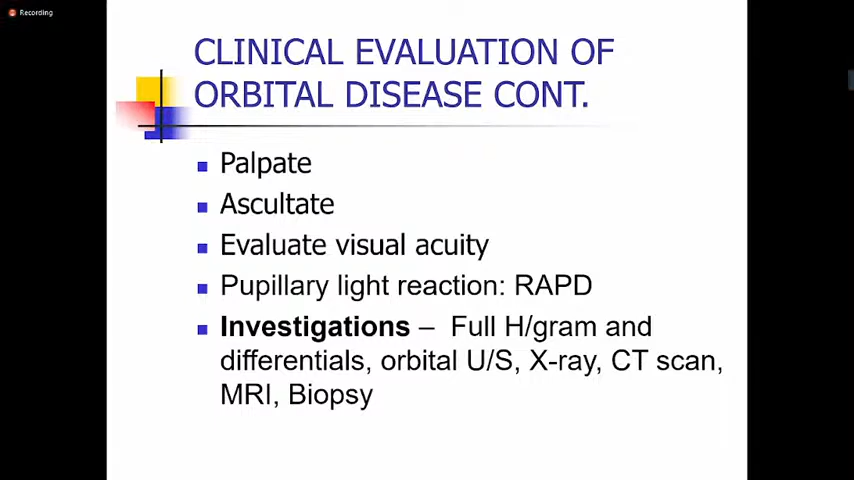 Recording
CLINICAL EVALUATION OF
ORBITAL DISEASE CONT.
Palpate
Ascultate
Evaluate visual acuity
Pupillary light reaction: RAPD
Investigations – Full H/gram and
differentials, orbital U/S, X-ray, CT scan,
MRI, Biopsy